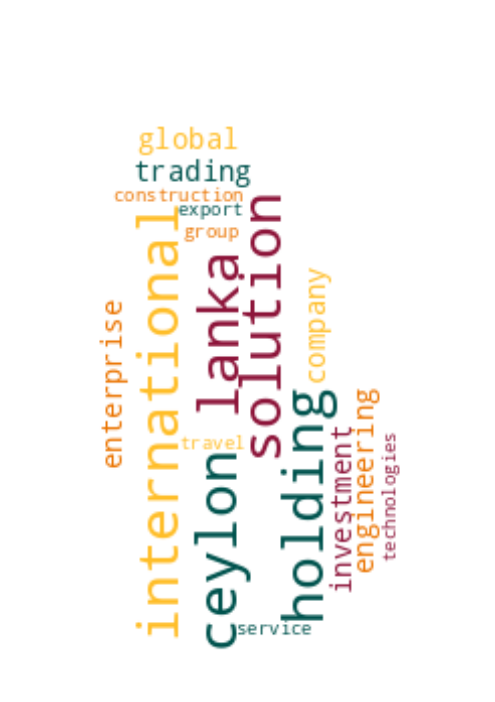 global
trading
construction
export
group
international
lanka
solution
company
enterprise
travel
ceylon
holding
investment
engineering
technologies
service